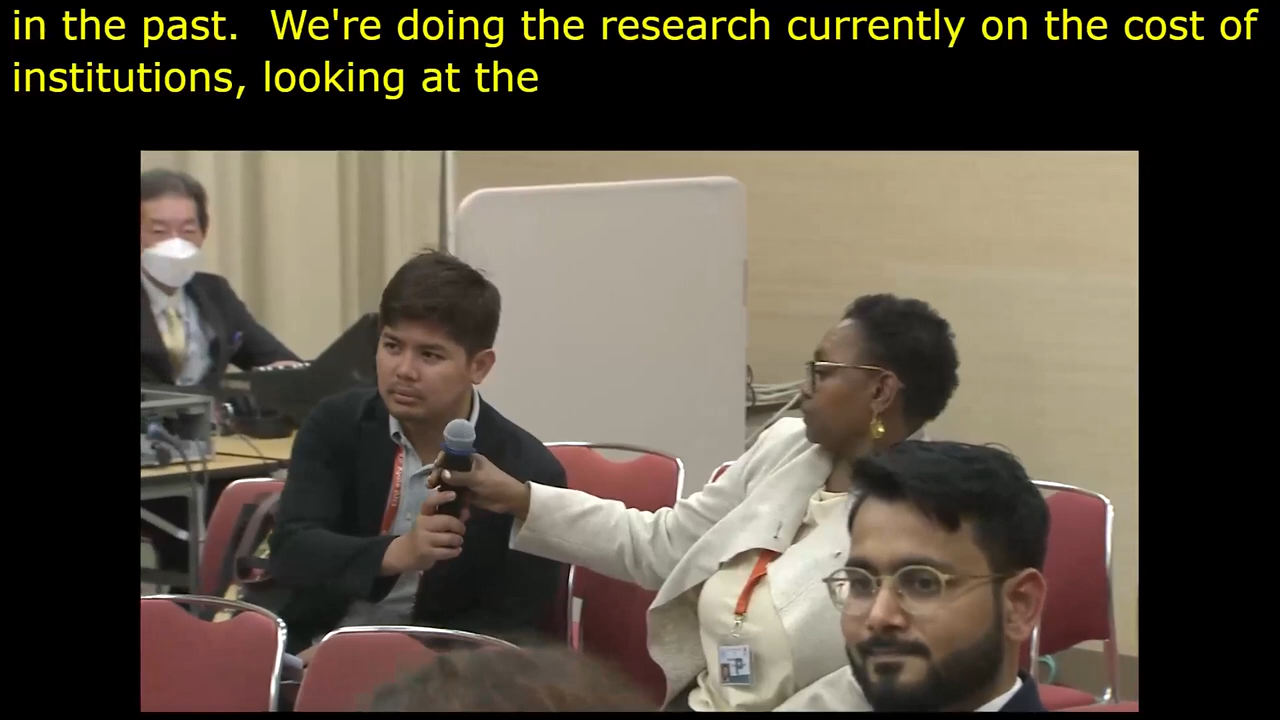 in the past.  We're doing the research currently on the cost of
institutions, looking at the